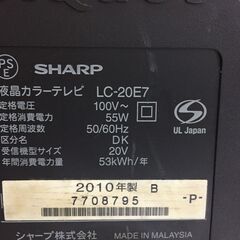 PS
E
SHARP
液晶カラーテレビ LC-20E7
定格電圧 : 100V~
定格消費電力 : 55W
定格周波数 : 50/60Hz
区分名 : DK
受信機型サイズ : 20V
年間消費電力量 : 53kWh/年
UL
UL Japan
2010年製 B
7708795
-P-
シャープ株式会社
MADE IN MALAYSIA